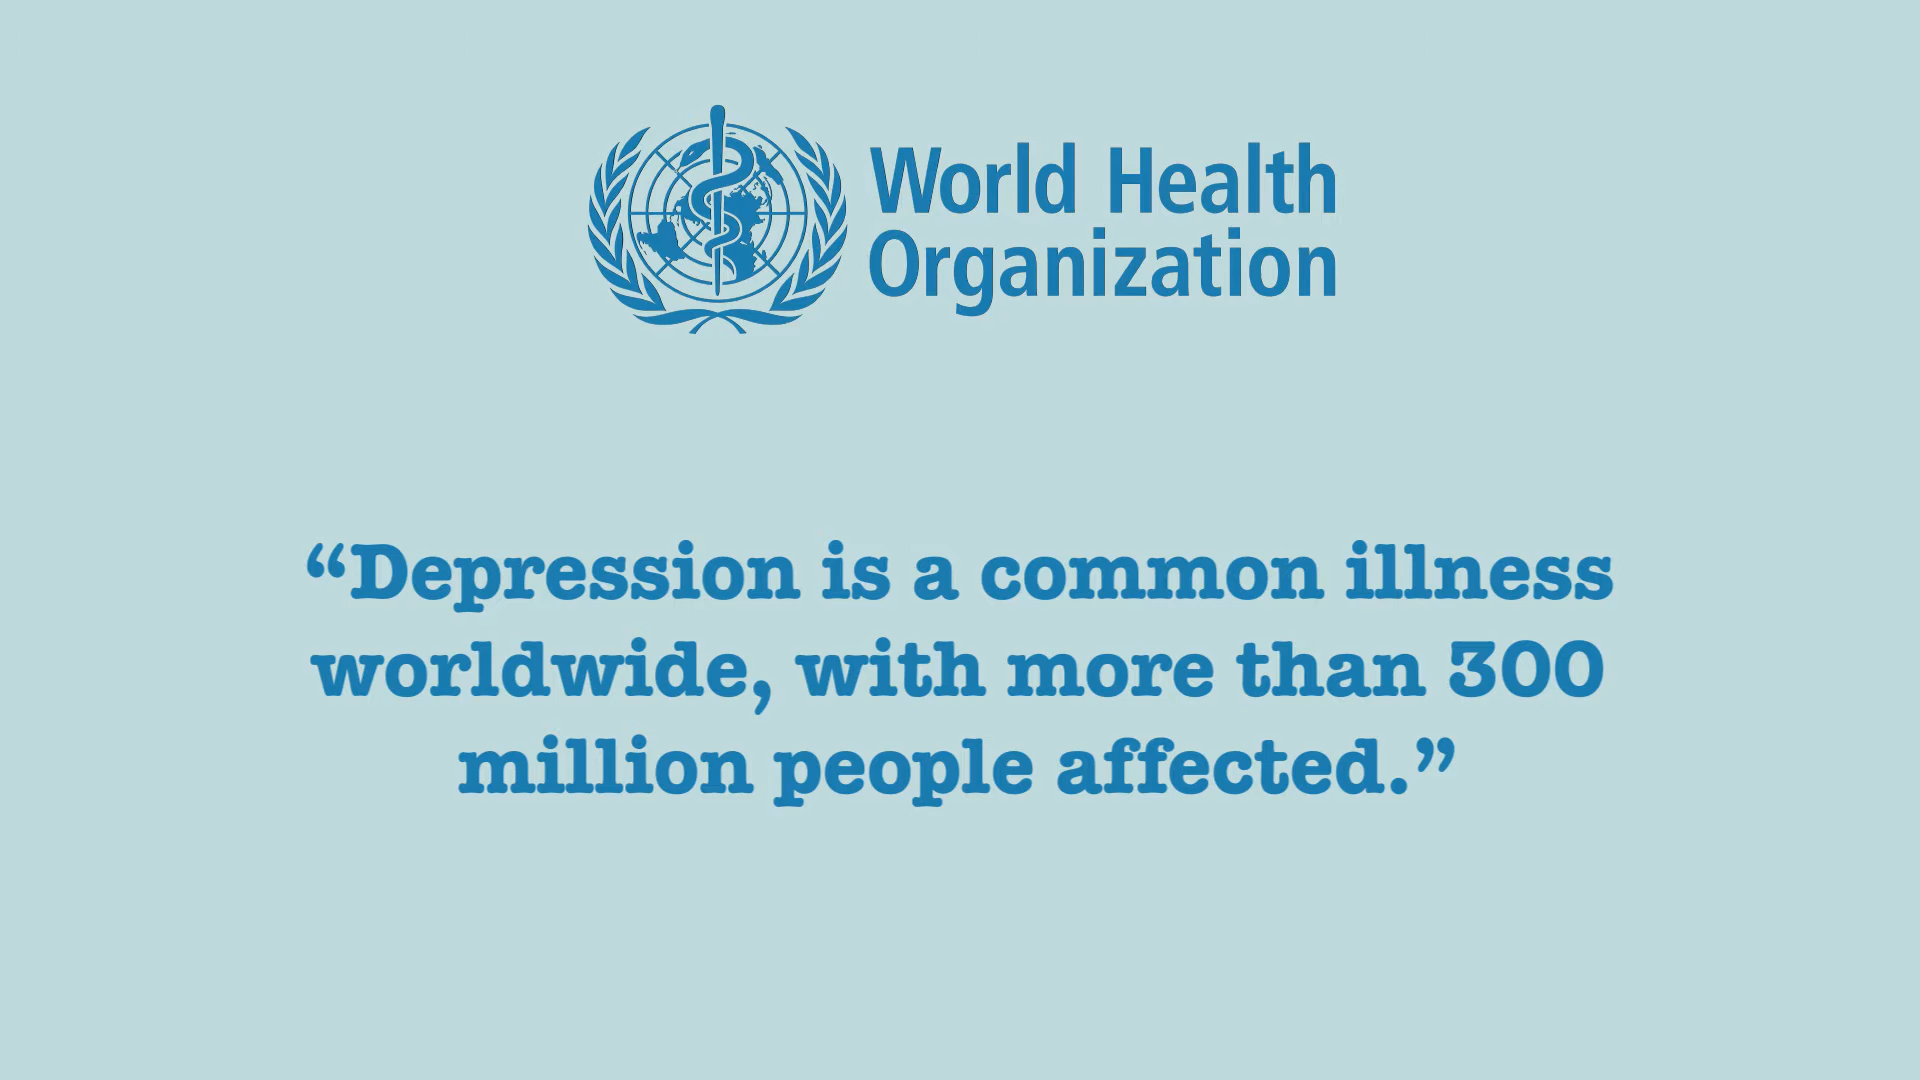 World Health
Organization
“Depression is a common illness
worldwide, with more than 300
million people affected.”